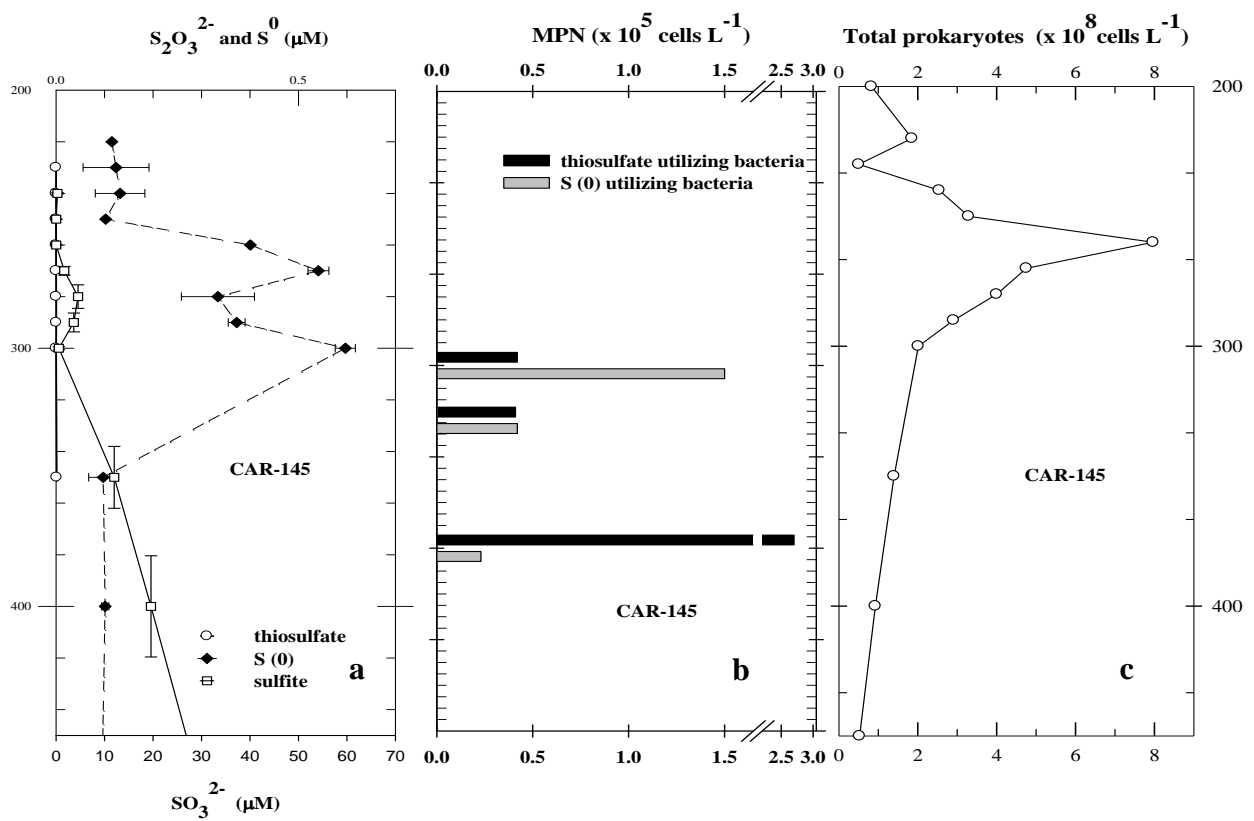 S₂O₃²⁻ and S⁰ (μM)
0.0 0.5
200
300
400
CAR-145
thiosulfate
S (0)
sulfite
a
0 10 20 30 40 50 60 70
SO₃²⁻ (μM)
MPN (x 10⁵ cells L⁻¹)
0.0 0.5 1.0 1.5 2.5 3.0
thiosulfate utilizing bacteria
S (0) utilizing bacteria
CAR-145
b
0.0 0.5 1.0 1.5 2.5 3.0
Total prokaryotes (x 10⁸ cells L⁻¹)
0 2 4 6 8
200
300
400
CAR-145
c
0 2 4 6 8